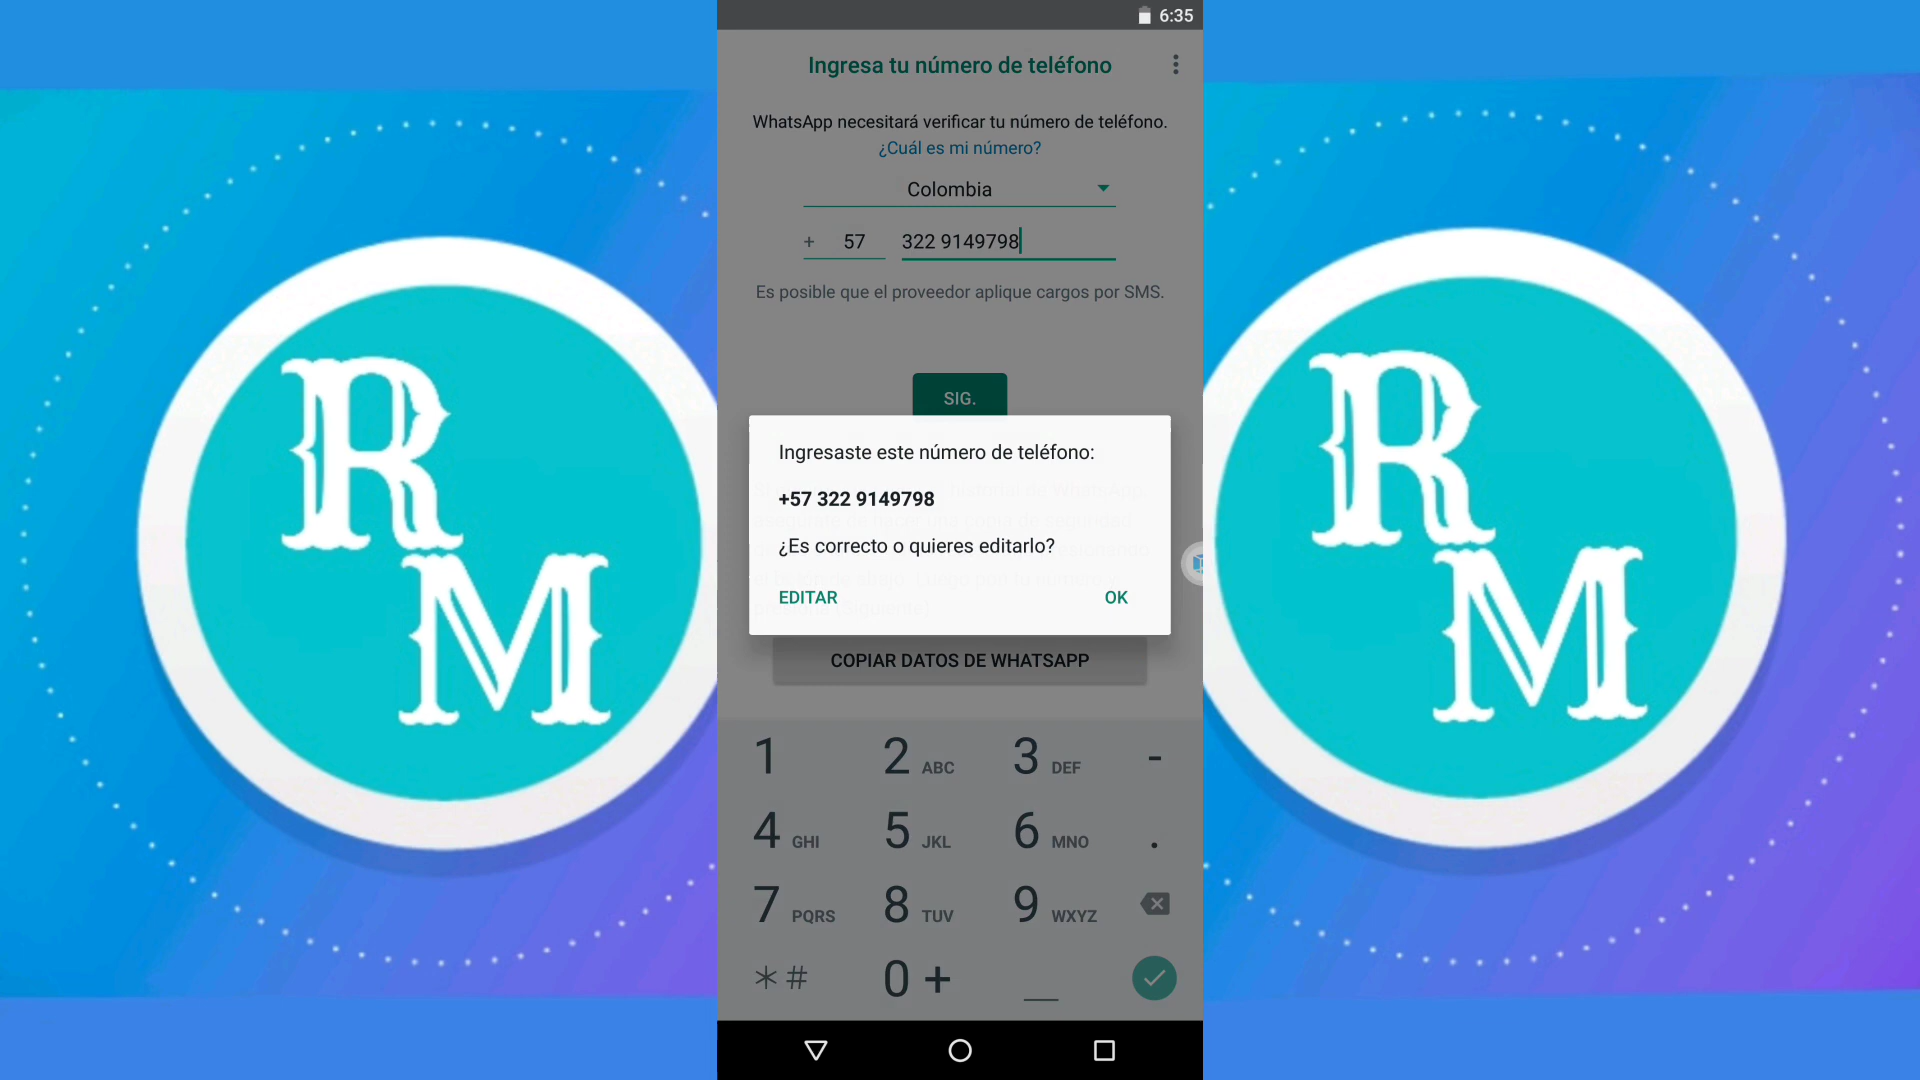 6:35
Ingresa tu número de teléfono
WhatsApp necesitará verificar tu número de teléfono.
¿Cuál es mi número?
Colombia
+ 57 322 9149798
Es posible que el proveedor aplique cargos por SMS.
SIG.
Ingresaste este número de teléfono:
+57 322 9149798
¿Es correcto o quieres editarlo?
EDITAR OK
COPIAR DATOS DE WHATSAPP
1 2 ABC 3 DEF -
4 GHI 5 JKL 6 MNO .
7 PQRS 8 TUV 9 WXYZ
* # 0 + _
R
M
R
M